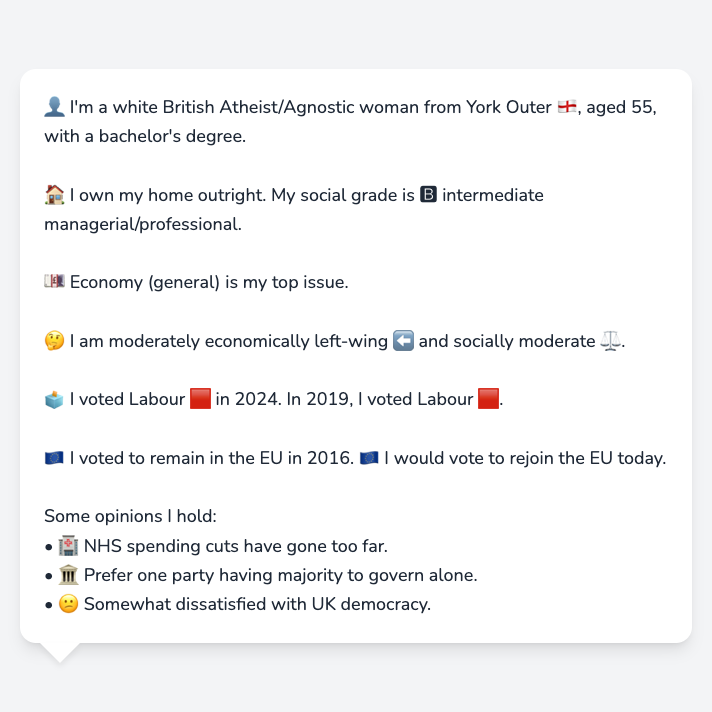 👤 I'm a white British Atheist/Agnostic woman from York Outer 🏴󠁧󠁢󠁥󠁮󠁧󠁿, aged 55,
with a bachelor's degree.
🏠 I own my home outright. My social grade is 🅱 intermediate
managerial/professional.
💷 Economy (general) is my top issue.
🤔 I am moderately economically left-wing ⬅️ and socially moderate ⚖️.
🗳️ I voted Labour 🟥 in 2024. In 2019, I voted Labour 🟥.
🇪🇺 I voted to remain in the EU in 2016. 🇪🇺 I would vote to rejoin the EU today.
Some opinions I hold:
• 🏥 NHS spending cuts have gone too far.
• 🏛️ Prefer one party having majority to govern alone.
• 😕 Somewhat dissatisfied with UK democracy.